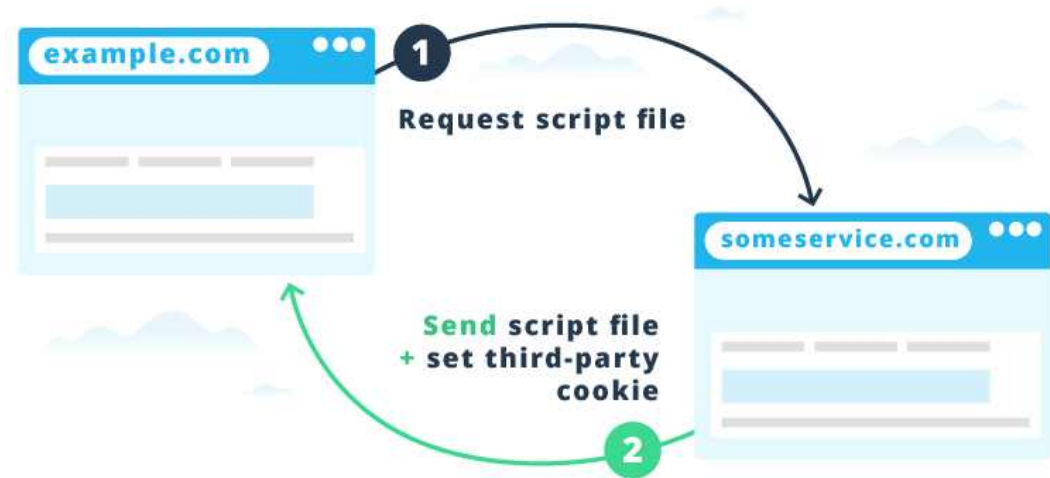 example.com
1
Request script file
someservice.com
Send script file
+ set third-party
cookie
2